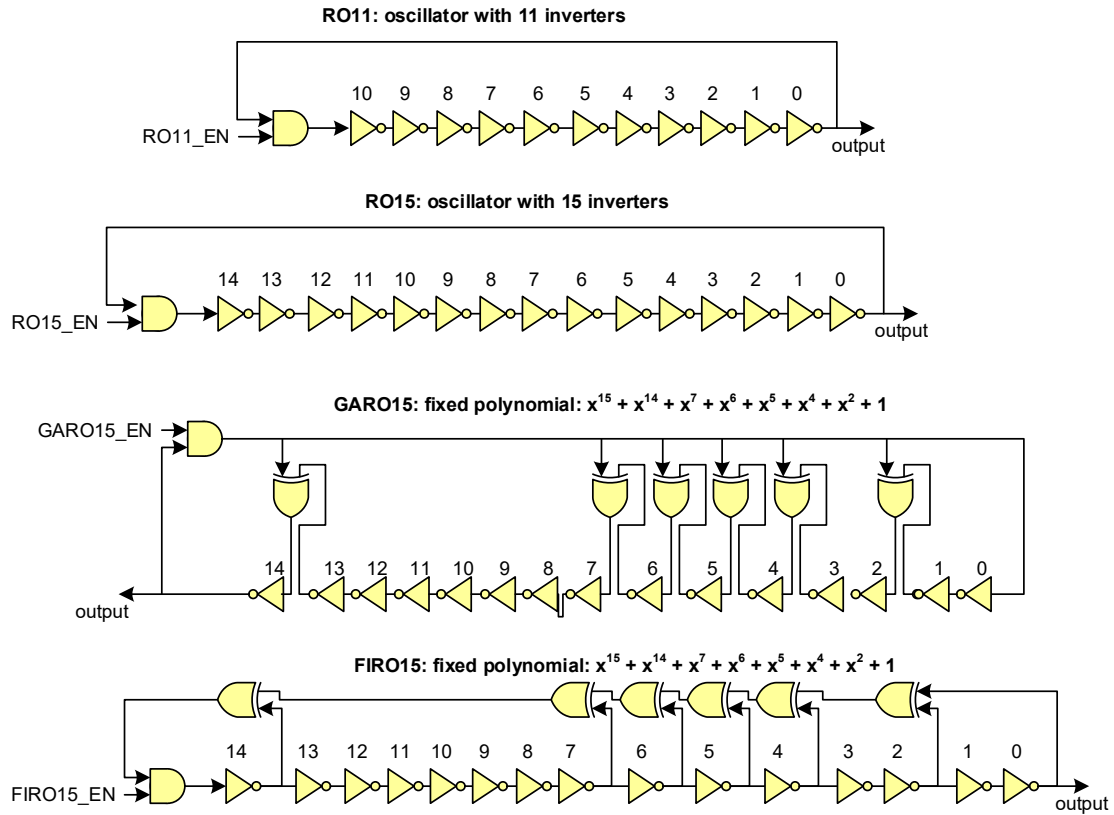 RO11: oscillator with 11 inverters
10 9 8 7 6 5 4 3 2 1 0
RO11_EN
output
RO15: oscillator with 15 inverters
14 13 12 11 10 9 8 7 6 5 4 3 2 1 0
RO15_EN
output
GARO15: fixed polynomial: x¹⁵ + x¹⁴ + x⁷ + x⁶ + x⁵ + x⁴ + x² + 1
GARO15_EN
14 13 12 11 10 9 8 7 6 5 4 3 2 1 0
output
FIRO15: fixed polynomial: x¹⁵ + x¹⁴ + x⁷ + x⁶ + x⁵ + x⁴ + x² + 1
14 13 12 11 10 9 8 7 6 5 4 3 2 1 0
FIRO15_EN
output